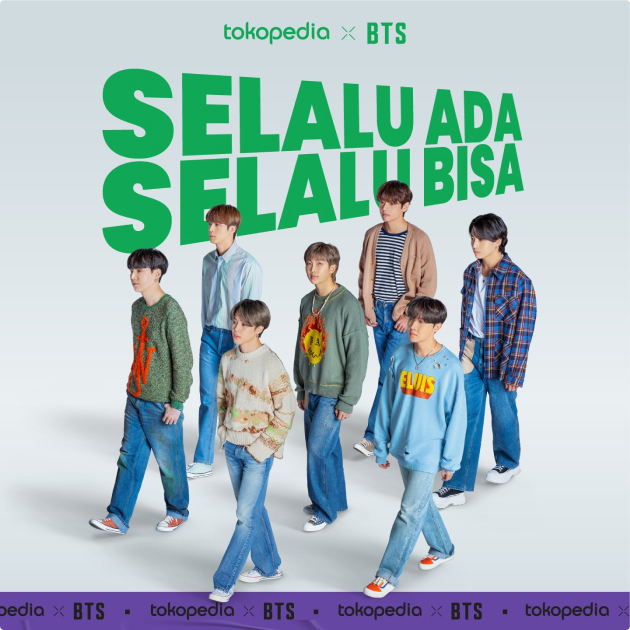 tokopedia × BTS
SELALU ADA
SELALU BISA
ELVIS
pedia × BTS ▪ tokopedia × BTS ▪ tokopedia × BTS ▪ tokopedia